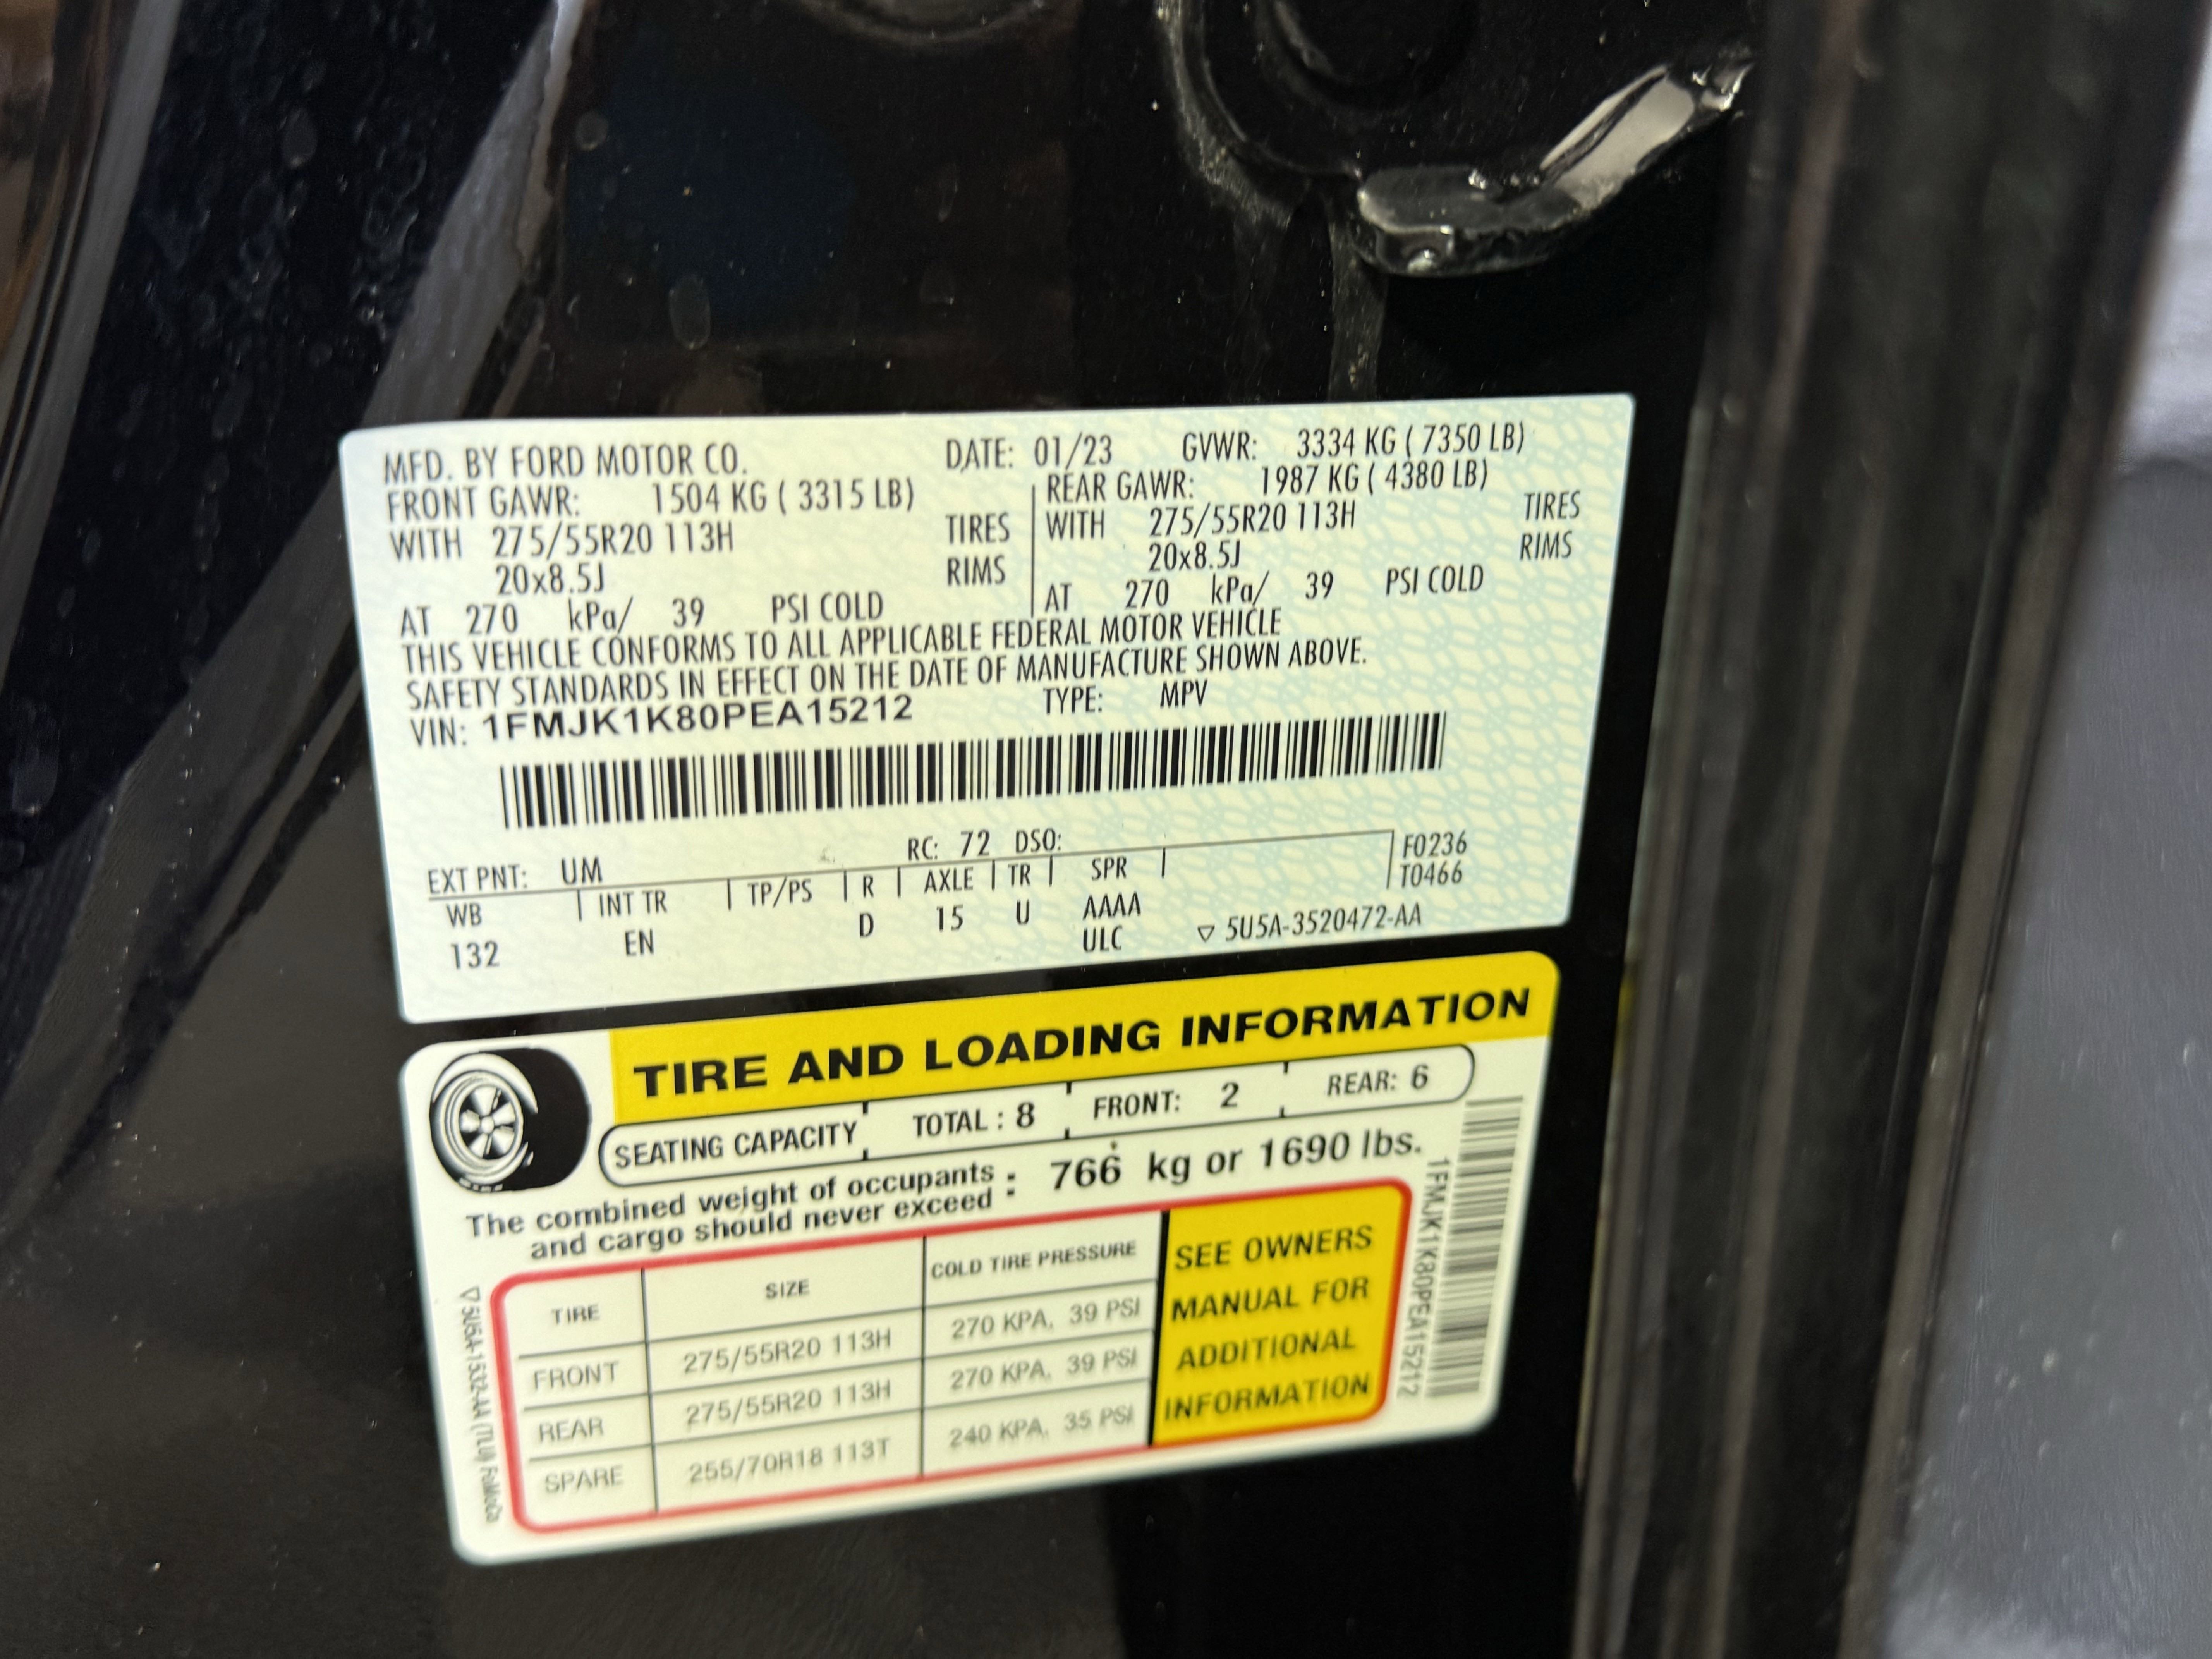 MFD. BY FORD MOTOR CO. DATE: 01/23 GVWR: 3334 KG ( 7350 LB)
FRONT GAWR: 1504 KG ( 3315 LB) REAR GAWR: 1987 KG ( 4380 LB)
WITH 275/55R20 113H TIRES WITH 275/55R20 113H TIRES
20x8.5J RIMS 20x8.5J RIMS
AT 270 kPa/ 39 PSI COLD AT 270 kPa/ 39 PSI COLD
THIS VEHICLE CONFORMS TO ALL APPLICABLE FEDERAL MOTOR VEHICLE
SAFETY STANDARDS IN EFFECT ON THE DATE OF MANUFACTURE SHOWN ABOVE.
VIN: 1FMJK1K80PEA15212 TYPE: MPV
EXT PNT: UM RC: 72 DSO: F0236
WB INT TR TP/PS R AXLE TR SPR T0466
132 EN D 15 U AAAA
ULC ▽ 5U5A-3520472-AA
TIRE AND LOADING INFORMATION
SEATING CAPACITY TOTAL : 8 FRONT: 2 REAR: 6
The combined weight of occupants
and cargo should never exceed : 766 kg or 1690 lbs.
TIRE SIZE COLD TIRE PRESSURE
FRONT 275/55R20 113H 270 KPA, 39 PSI
REAR 275/55R20 113H 270 KPA, 39 PSI
SPARE 255/70R18 113T 240 KPA, 35 PSI
SEE OWNERS
MANUAL FOR
ADDITIONAL
INFORMATION
1FMJK1K80PEA15212
▽5U5A-1532-AA (TLU) FoMoCo